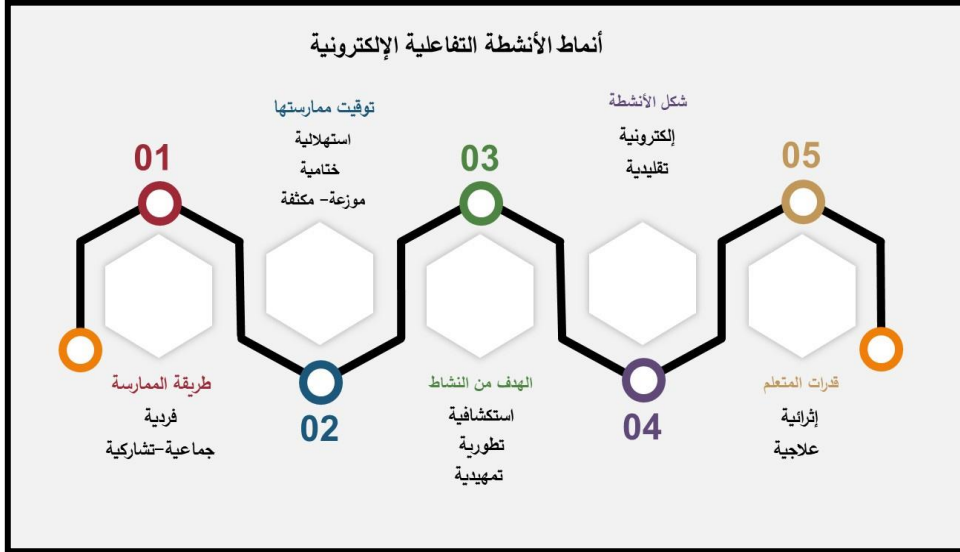 أنماط الأنشطة التفاعلية الإلكترونية
01
طريقة الممارسة
فردية
جماعية-تشاركية
توقيت ممارستها
استهلالية
ختامية
موزعة- مكثفة
02
03
الهدف من النشاط
استكشافية
تطورية
تمهيدية
شكل الأنشطة
إلكترونية
تقليدية
04
05
قدرات المتعلم
إثرائية
علاجية